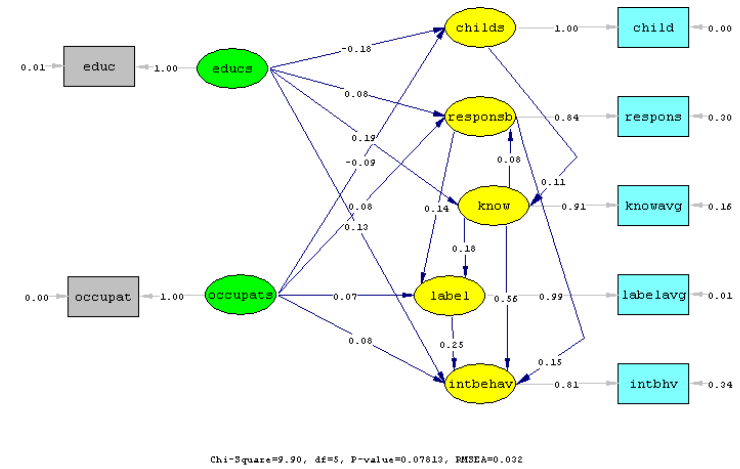 childs 1.00 child 0.00
-0.18
0.01 educ 1.00 educs
0.08
responsb 0.84 respons 0.30
0.19
-0.09
0.08
0.11
know 0.91 knowavg 0.15
0.08
0.14
0.13
0.18
0.00 occupat 1.00 occupats
0.07
label 0.56 0.99 labelavg 0.01
0.08
0.25
0.15
intbehav 0.81 intbhv 0.34
Chi-Square=9.90, df=5, P-value=0.07813, RMSEA=0.032